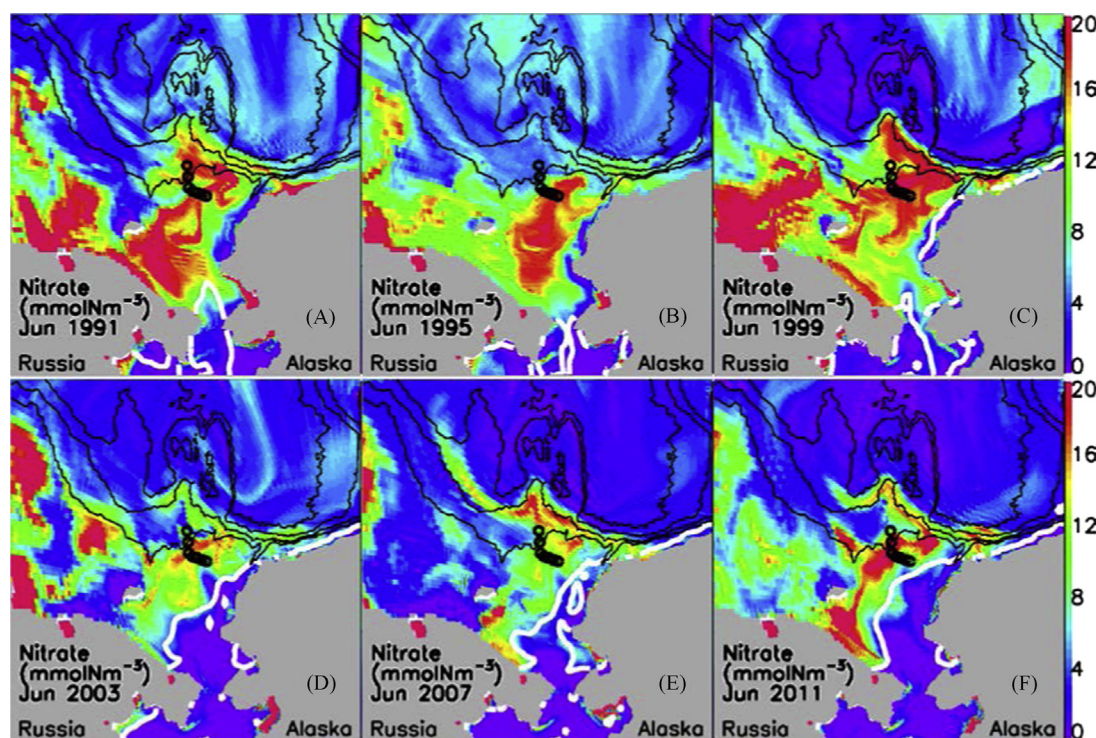 20
16
12
8
4
0
Nitrate
(mmolNm⁻³)
Jun 1991
(A)
Russia
Alaska
Nitrate
(mmolNm⁻³)
Jun 1995
(B)
Russia
Alaska
Nitrate
(mmolNm⁻³)
Jun 1999
(C)
Russia
Alaska
20
16
12
8
4
0
Nitrate
(mmolNm⁻³)
Jun 2003
(D)
Russia
Alaska
Nitrate
(mmolNm⁻³)
Jun 2007
(E)
Russia
Alaska
Nitrate
(mmolNm⁻³)
Jun 2011
(F)
Russia
Alaska